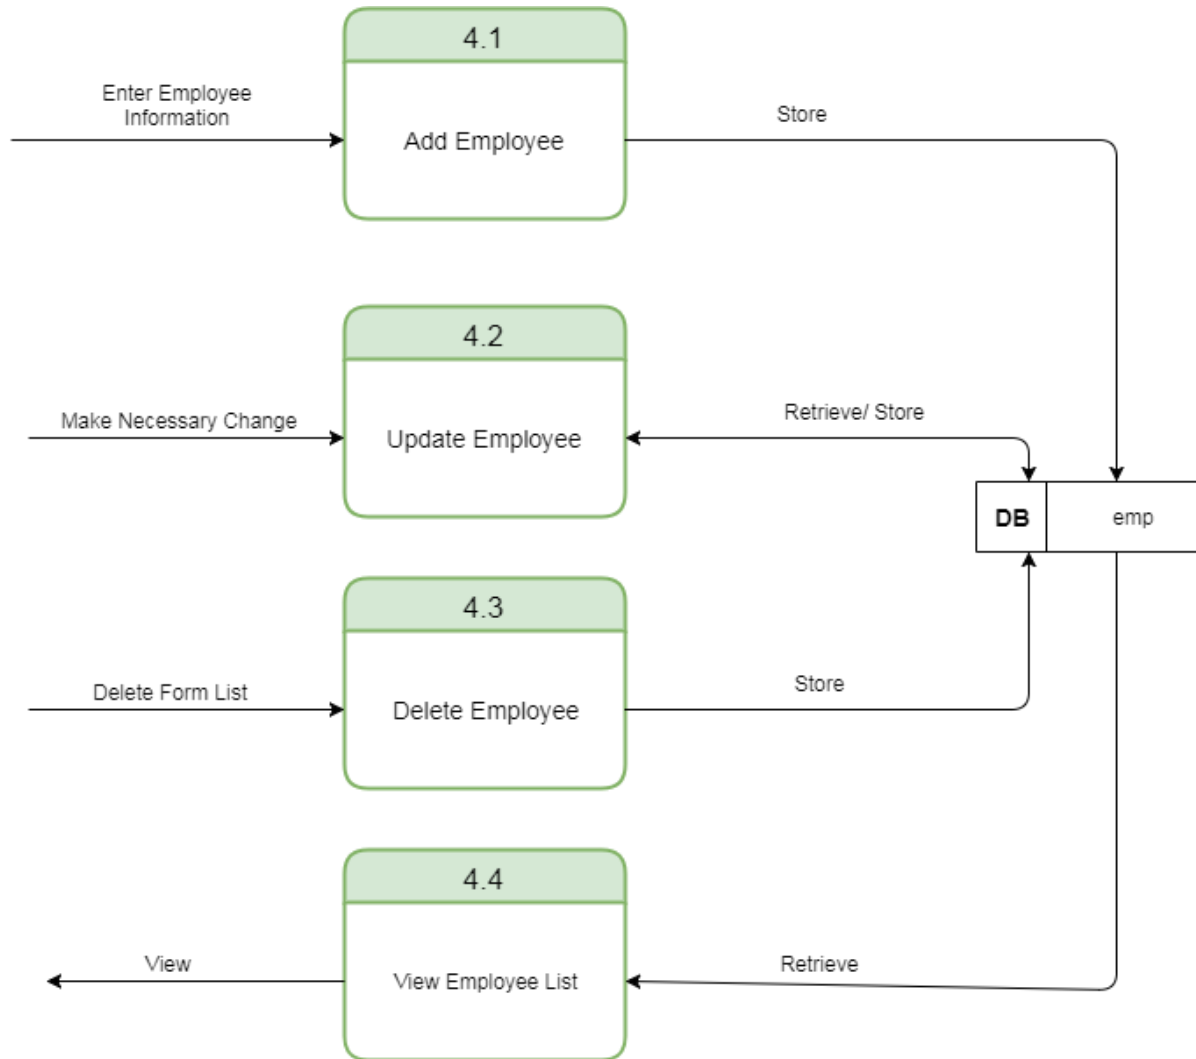 4.1
Enter Employee
Information
Add Employee
Store
4.2
Make Necessary Change
Update Employee
Retrieve/ Store
DB
emp
4.3
Delete Form List
Delete Employee
Store
4.4
View
View Employee List
Retrieve